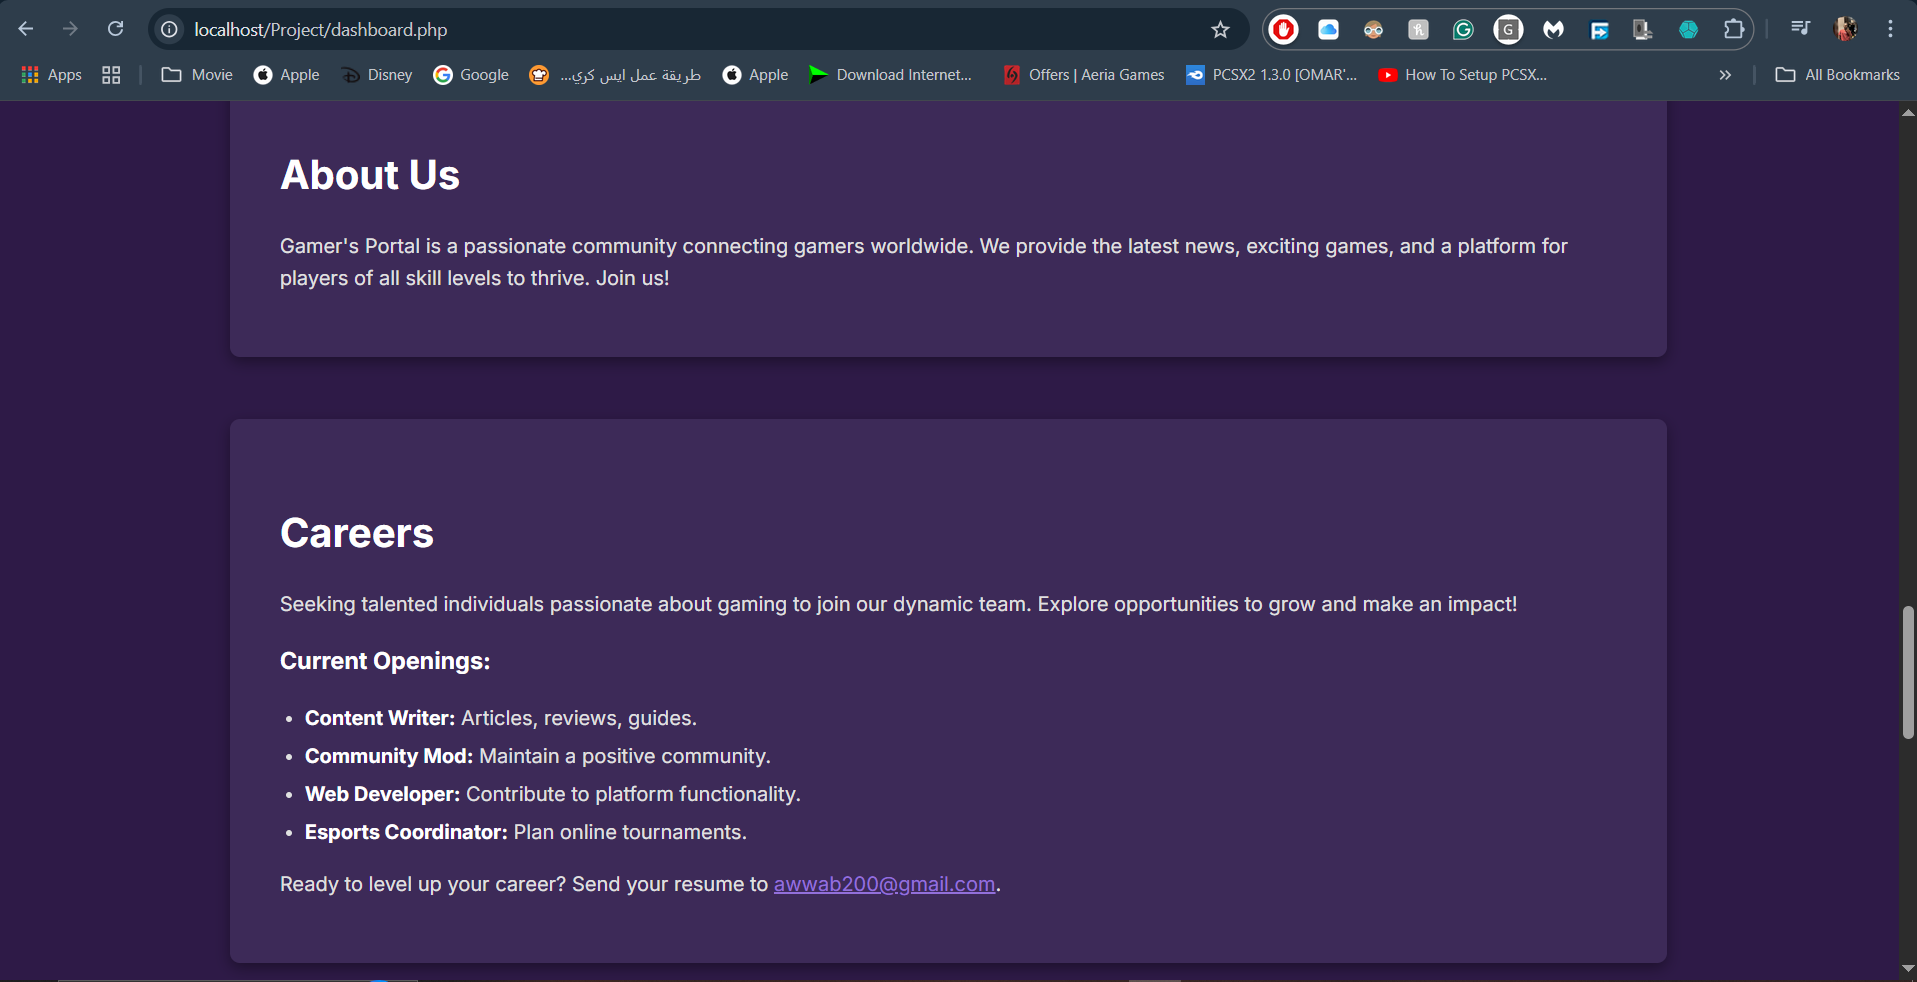 localhost/Project/dashboard.php
Apps
Movie
Apple
Disney
Google
طريقة عمل ايس كري...
Apple
Download Internet...
Offers | Aeria Games
PCSX2 1.3.0 [OMAR'...
How To Setup PCSX...
All Bookmarks
About Us
Gamer's Portal is a passionate community connecting gamers worldwide. We provide the latest news, exciting games, and a platform for
players of all skill levels to thrive. Join us!
Careers
Seeking talented individuals passionate about gaming to join our dynamic team. Explore opportunities to grow and make an impact!
Current Openings:
• Content Writer: Articles, reviews, guides.
• Community Mod: Maintain a positive community.
• Web Developer: Contribute to platform functionality.
• Esports Coordinator: Plan online tournaments.
Ready to level up your career? Send your resume to awwab200@gmail.com.